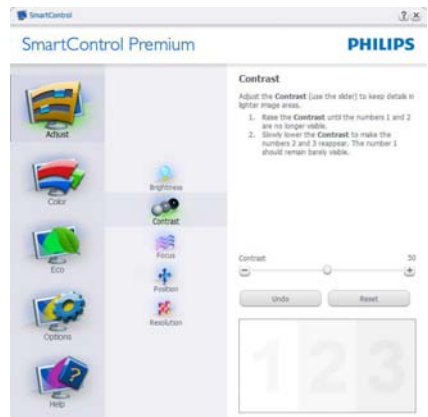 SmartControl
SmartControl Premium
PHILIPS
Adjust
Color
Eco
Options
Help
Brightness
Contrast
Focus
Position
Resolution
Contrast
Adjust the Contrast (use the slider) to keep details in
lighter image areas.
1. Raise the Contrast until the numbers 1 and 2
are no longer visible.
2. Slowly lower the Contrast to make the
numbers 2 and 3 reappear. The number 1
should remain barely visible.
Contrast 50
Undo Reset
1 2 3